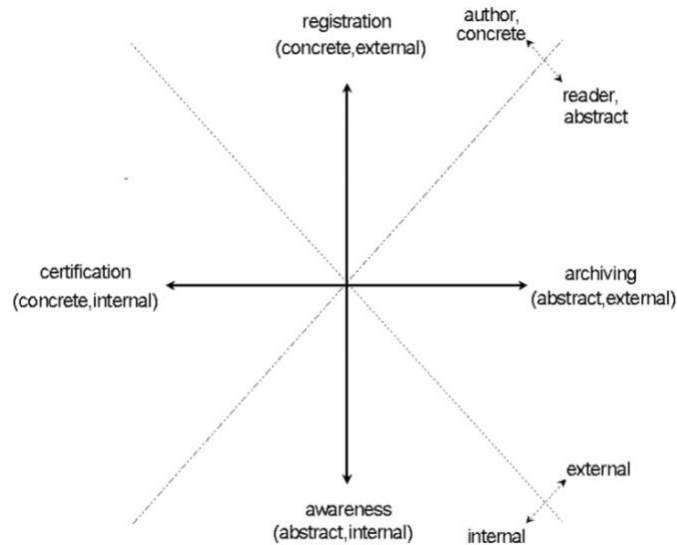 registration
(concrete,external)
author,
concrete
reader,
abstract
certification
(concrete,internal)
archiving
(abstract,external)
awareness
(abstract,internal)
external
internal